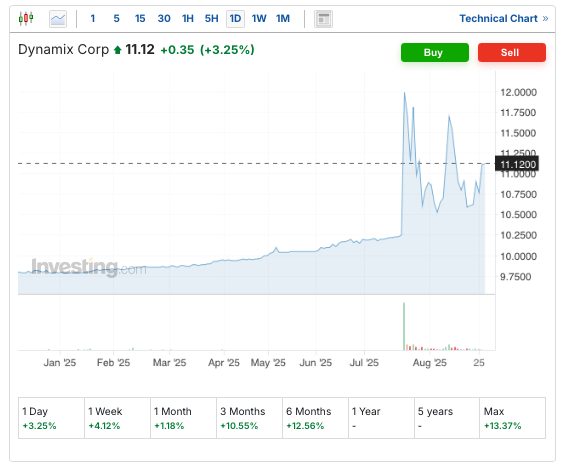 1 5 15 30 1H 5H 1D 1W 1M Technical Chart »
Dynamix Corp 11.12 +0.35 (+3.25%) Buy Sell
12.0000
11.7500
11.5000
11.2500
11.1200
11.0000
10.7500
10.5000
10.2500
10.0000
9.7500
Investing.com
Jan '25 Feb '25 Mar '25 Apr '25 May '25 Jun '25 Jul '25 Aug '25 25
1 Day 1 Week 1 Month 3 Months 6 Months 1 Year 5 years Max
+3.25% +4.12% +1.18% +10.55% +12.56% - - +13.37%